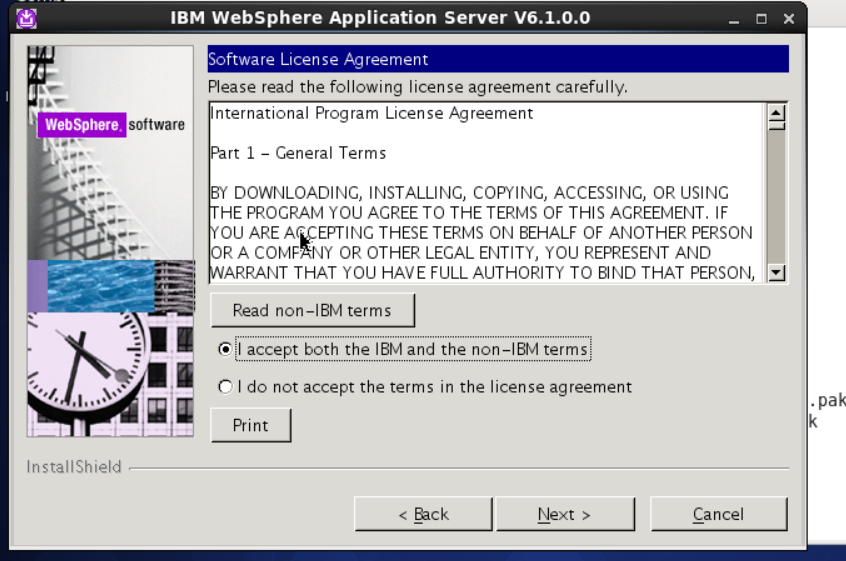 IBM WebSphere Application Server V6.1.0.0
WebSphere. software
Software License Agreement
Please read the following license agreement carefully.
International Program License Agreement
Part 1 – General Terms
BY DOWNLOADING, INSTALLING, COPYING, ACCESSING, OR USING
THE PROGRAM YOU AGREE TO THE TERMS OF THIS AGREEMENT. IF
YOU ARE ACCEPTING THESE TERMS ON BEHALF OF ANOTHER PERSON
OR A COMPANY OR OTHER LEGAL ENTITY, YOU REPRESENT AND
WARRANT THAT YOU HAVE FULL AUTHORITY TO BIND THAT PERSON,
Read non–IBM terms
I accept both the IBM and the non–IBM terms
I do not accept the terms in the license agreement
Print
InstallShield
< Back
Next >
Cancel
.pak
k